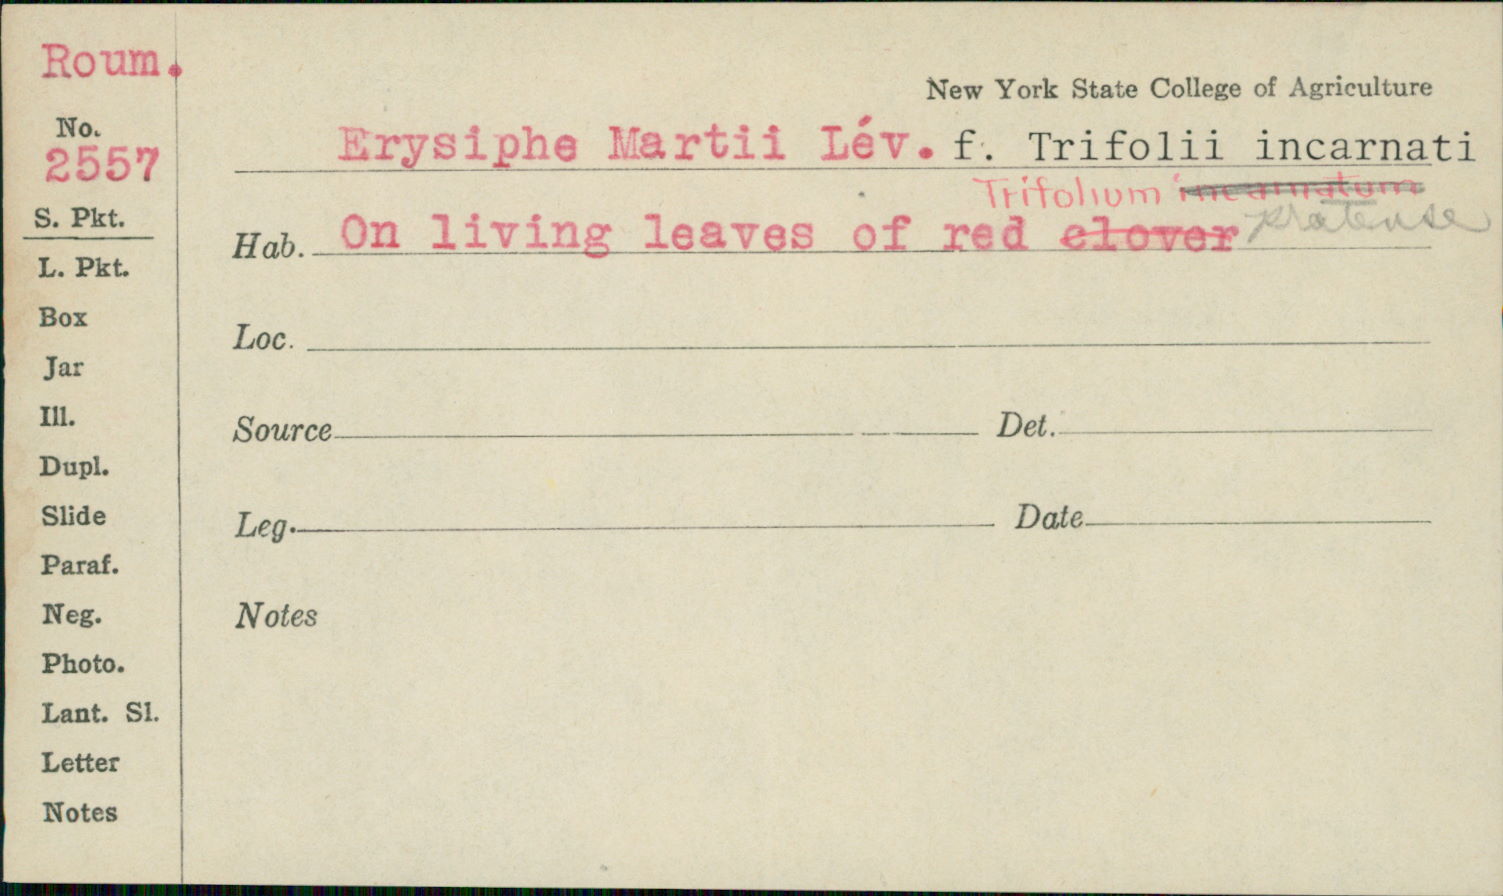 Roum.
New York State College of Agriculture
No.
2557
Erysiphe Martii Lév. f. Trifolii incarnati
Trifolium incarnatum
pratense
Hab. On living leaves of red clover
S. Pkt.
L. Pkt.
Box
Jar
Ill.
Dupl.
Slide
Paraf.
Neg.
Photo.
Lant. Sl.
Letter
Notes
Loc.
Source Det.
Leg. Date
Notes